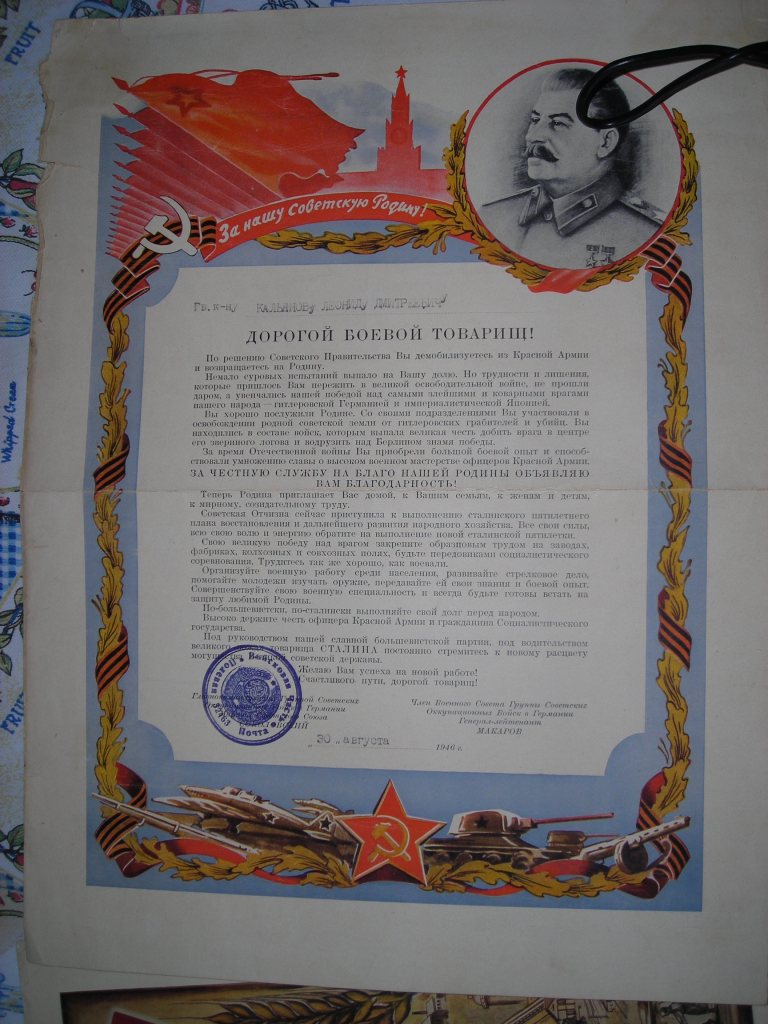 За нашу Советскую Родину!
Гв. к-ну КАЛЬЯНОВУ ЛЕОНИДУ ДМИТРИЕВИЧУ
ДОРОГОЙ БОЕВОЙ ТОВАРИЩ!
По решению Советского Правительства Вы демобилизуетесь из Красной Армии
и возвращаетесь на Родину.
Немало суровых испытаний выпало на Вашу долю. Но трудности и лишения,
которые пришлось Вам пережить в великой освободительной войне, не прошли
даром, а увенчались нашей победой над самыми злейшими и коварными врагами
нашего народа — гитлеровской Германией и империалистической Японией.
Вы хорошо послужили Родине. Со своими подразделениями Вы участвовали в
освобождении родной советской земли от гитлеровских грабителей и убийц. Вы
находились в составе войск, которым выпала великая честь добить врага в центре
его звериного логова и водрузить над Берлином знамя победы.
За время Отечественной войны Вы приобрели большой боевой опыт и способ-
ствовали умножению славы о высоком военном мастерстве офицеров Красной Армии.
ЗА ЧЕСТНУЮ СЛУЖБУ НА БЛАГО НАШЕЙ РОДИНЫ ОБЪЯВЛЯЮ
ВАМ БЛАГОДАРНОСТЬ!
Теперь Родина приглашает Вас домой, к Вашим семьям, к женам и детям,
к мирному, созидательному труду.
Советская Отчизна сейчас приступила к выполнению сталинского пятилетнего
плана восстановления и дальнейшего развития народного хозяйства. Все свои силы,
всю свою волю и энергию обратите на выполнение новой сталинской пятилетки.
Свою великую победу над врагом закрепите образцовым трудом на заводах,
фабриках, колхозных и совхозных полях, будьте передовиками социалистического
соревнования. Трудитесь так же хорошо, как воевали.
Организуйте военную работу среди населения, развивайте стрелковое дело,
помогайте молодежи изучать оружие, передавайте ей свои знания и боевой опыт.
Совершенствуйте свою военную специальность и всегда будьте готовы встать на
защиту любимой Родины.
По-большевистски, по-сталински выполняйте свой долг перед народом.
Высоко держите честь офицера Красной Армии и гражданина Социалистического
государства.
Под руководством нашей славной большевистской партии, под водительством
великого товарища СТАЛИНА постоянно стремитесь к новому расцвету
советской державы.
Желаю Вам успеха на новой работе!
Счастливого пути, дорогой товарищ!
Советских
Германии
Союза
Член Военного Совета Группы Советских
Оккупационных Войск в Германии
Генерал-лейтенант
МАКАРОВ
Войсковая часть Полевая Почта
„30„ августа 1946 г.
FRUIT
Whipped Cream
FRUIT